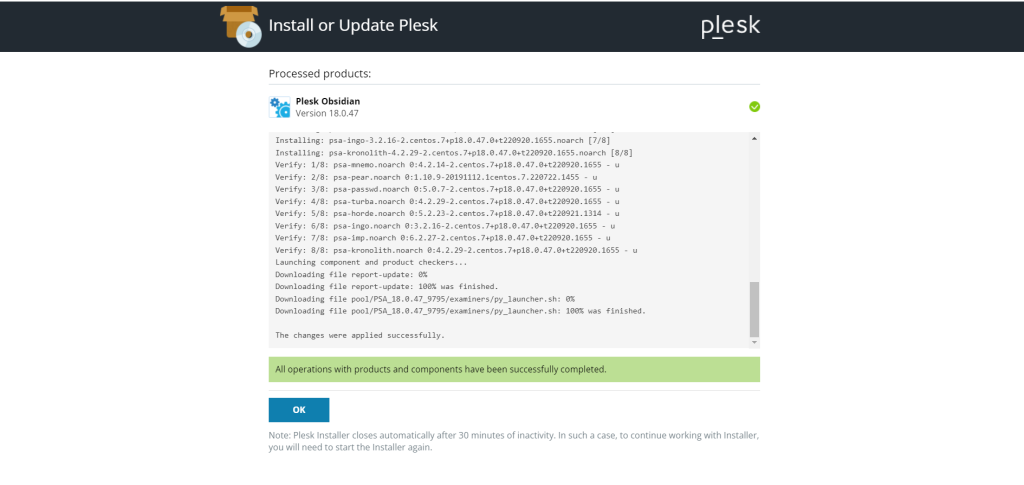 Install or Update Plesk
plesk
Processed products:
Plesk Obsidian
Version 18.0.47
Installing: psa-ingo-3.2.16-2.centos.7+p18.0.47.0+t220920.1655.noarch [7/8]
Installing: psa-kronolith-4.2.29-2.centos.7+p18.0.47.0+t220920.1655.noarch [8/8]
Verify: 1/8: psa-mnemo.noarch 0:4.2.14-2.centos.7+p18.0.47.0+t220920.1655 - u
Verify: 2/8: psa-pear.noarch 0:1.10.9-20191112.1centos.7.220722.1455 - u
Verify: 3/8: psa-passwd.noarch 0:5.0.7-2.centos.7+p18.0.47.0+t220920.1655 - u
Verify: 4/8: psa-turba.noarch 0:4.2.29-2.centos.7+p18.0.47.0+t220920.1655 - u
Verify: 5/8: psa-horde.noarch 0:5.2.23-2.centos.7+p18.0.47.0+t220921.1314 - u
Verify: 6/8: psa-ingo.noarch 0:3.2.16-2.centos.7+p18.0.47.0+t220920.1655 - u
Verify: 7/8: psa-imp.noarch 0:6.2.27-2.centos.7+p18.0.47.0+t220920.1655 - u
Verify: 8/8: psa-kronolith.noarch 0:4.2.29-2.centos.7+p18.0.47.0+t220920.1655 - u
Launching component and product checkers...
Downloading file report-update: 0%
Downloading file report-update: 100% was finished.
Downloading file pool/PSA_18.0.47_9795/examiners/py_launcher.sh: 0%
Downloading file pool/PSA_18.0.47_9795/examiners/py_launcher.sh: 100% was finished.
The changes were applied successfully.
All operations with products and components have been successfully completed.
OK
Note: Plesk Installer closes automatically after 30 minutes of inactivity. In such a case, to continue working with Installer,
you will need to start the Installer again.